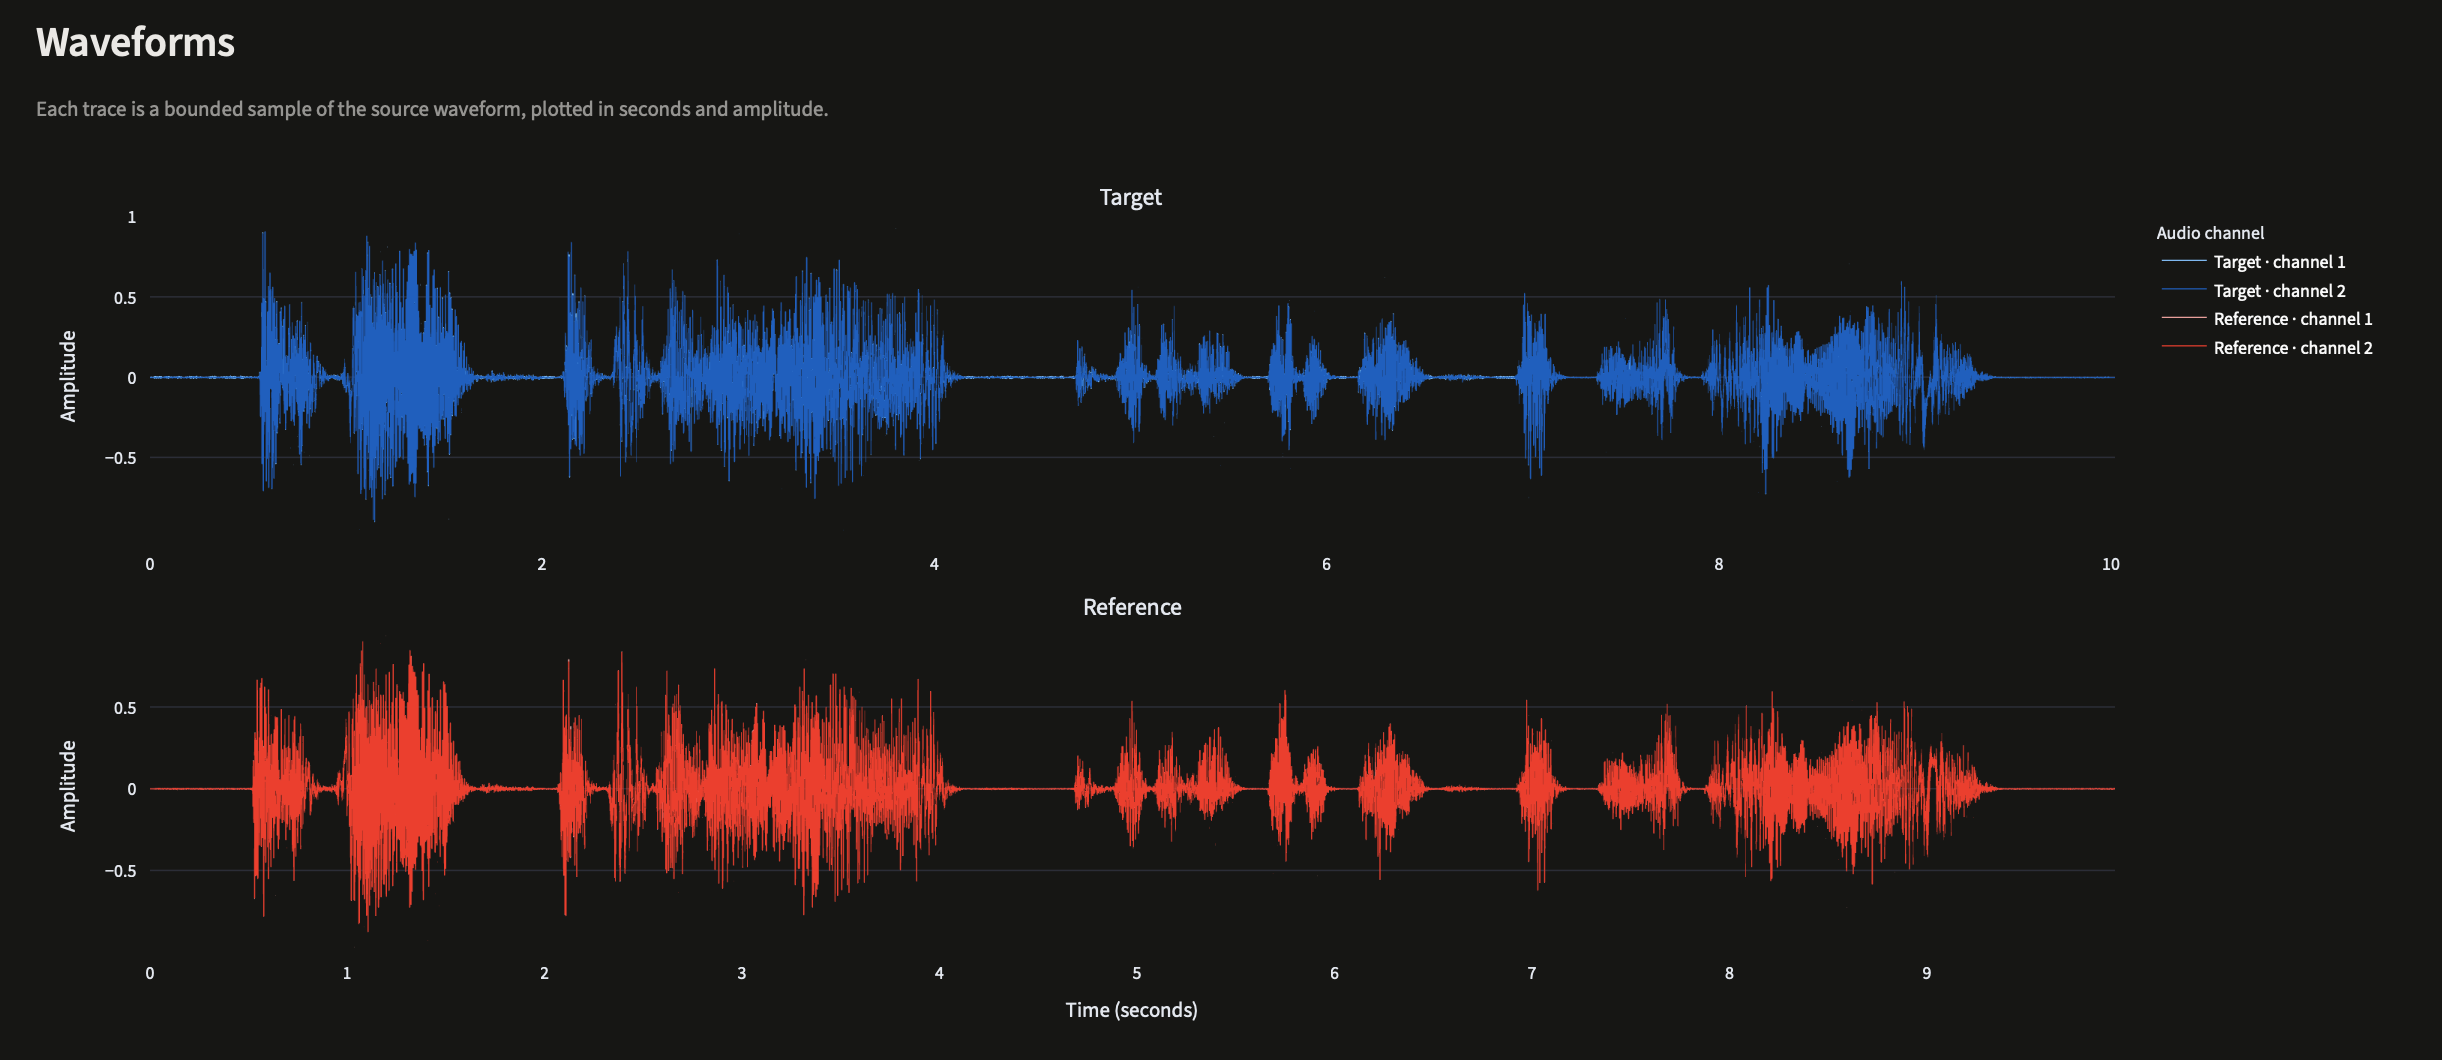 Waveforms
Each trace is a bounded sample of the source waveform, plotted in seconds and amplitude.
Target
1
0.5
0
−0.5
Amplitude
0 2 4 6 8 10
Audio channel
Target · channel 1
Target · channel 2
Reference · channel 1
Reference · channel 2
Reference
0.5
0
−0.5
Amplitude
0 1 2 3 4 5 6 7 8 9
Time (seconds)